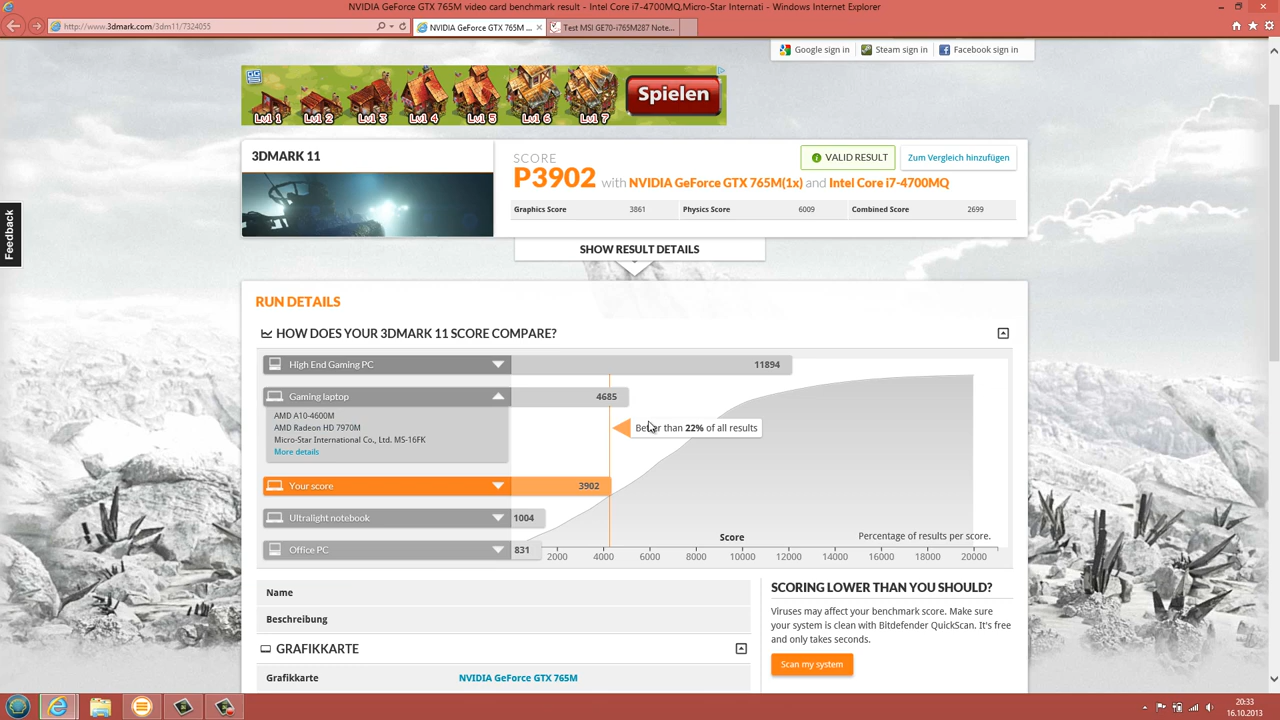 NVIDIA GeForce GTX 765M video card benchmark result - Intel Core i7-4700MQ,Micro-Star Internati - Windows Internet Explorer
http://www.3dmark.com/3dm11/7324055
NVIDIA GeForce GTX 765M ...
Test MSI GE70-i765M287 Note...
Google sign in
Steam sign in
Facebook sign in
Lvl 1
Lvl 2
Lvl 3
Lvl 4
Lvl 5
Lvl 6
Lvl 7
Spielen
Feedback
3DMARK 11
SCORE
VALID RESULT
Zum Vergleich hinzufügen
P3902 with NVIDIA GeForce GTX 765M(1x) and Intel Core i7-4700MQ
Graphics Score 3861 Physics Score 6009 Combined Score 2699
SHOW RESULT DETAILS
RUN DETAILS
HOW DOES YOUR 3DMARK 11 SCORE COMPARE?
High End Gaming PC 11894
Gaming laptop 4685
AMD A10-4600M
AMD Radeon HD 7970M
Micro-Star International Co., Ltd. MS-16FK
More details
Better than 22% of all results
Your score 3902
Ultralight notebook 1004
Office PC 831
Score
Percentage of results per score.
2000 4000 6000 8000 10000 12000 14000 16000 18000 20000
Name
Beschreibung
GRAFIKKARTE
Grafikkarte NVIDIA GeForce GTX 765M
SCORING LOWER THAN YOU SHOULD?
Viruses may affect your benchmark score. Make sure
your system is clean with Bitdefender QuickScan. It's free
and only takes seconds.
Scan my system
20:33
16.10.2013